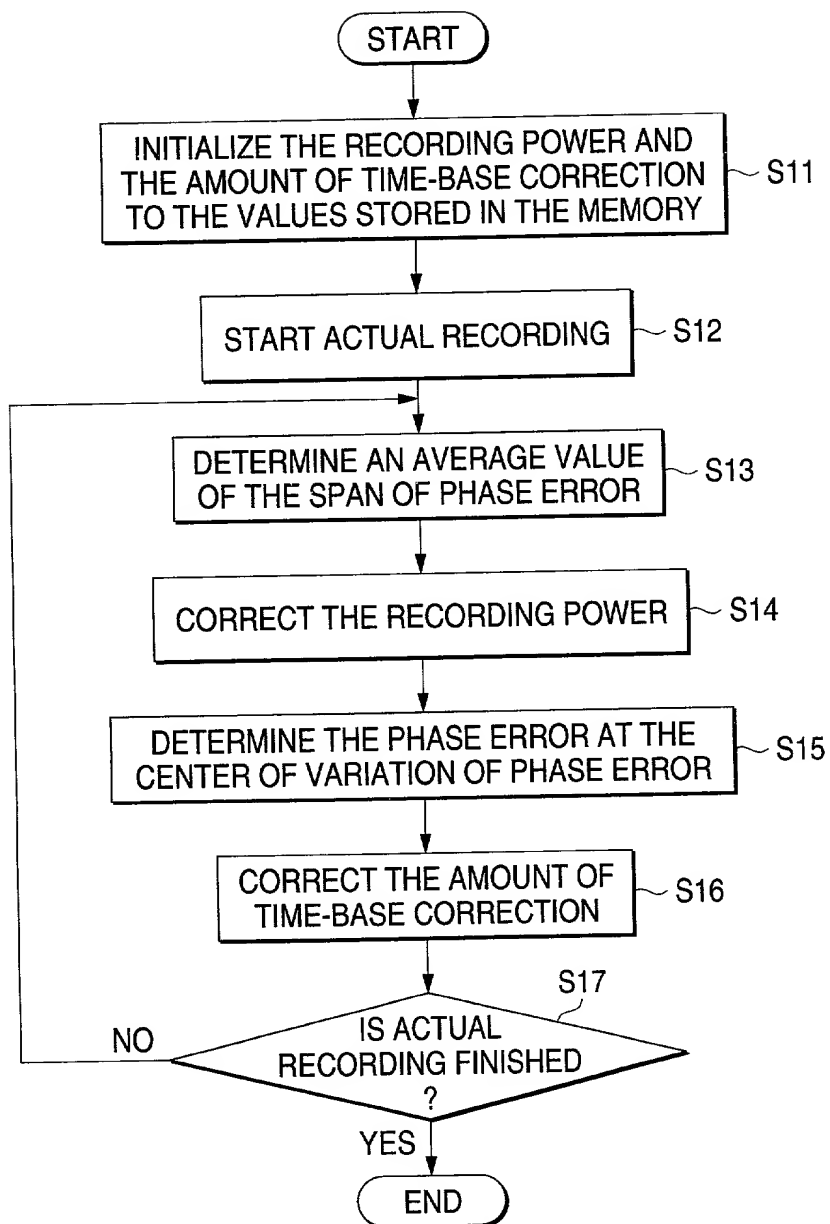 START
INITIALIZE THE RECORDING POWER AND
THE AMOUNT OF TIME-BASE CORRECTION
TO THE VALUES STORED IN THE MEMORY
S11
START ACTUAL RECORDING
S12
DETERMINE AN AVERAGE VALUE
OF THE SPAN OF PHASE ERROR
S13
CORRECT THE RECORDING POWER
S14
DETERMINE THE PHASE ERROR AT THE
CENTER OF VARIATION OF PHASE ERROR
S15
CORRECT THE AMOUNT OF
TIME-BASE CORRECTION
S16
S17
IS ACTUAL
RECORDING FINISHED
?
NO
YES
END